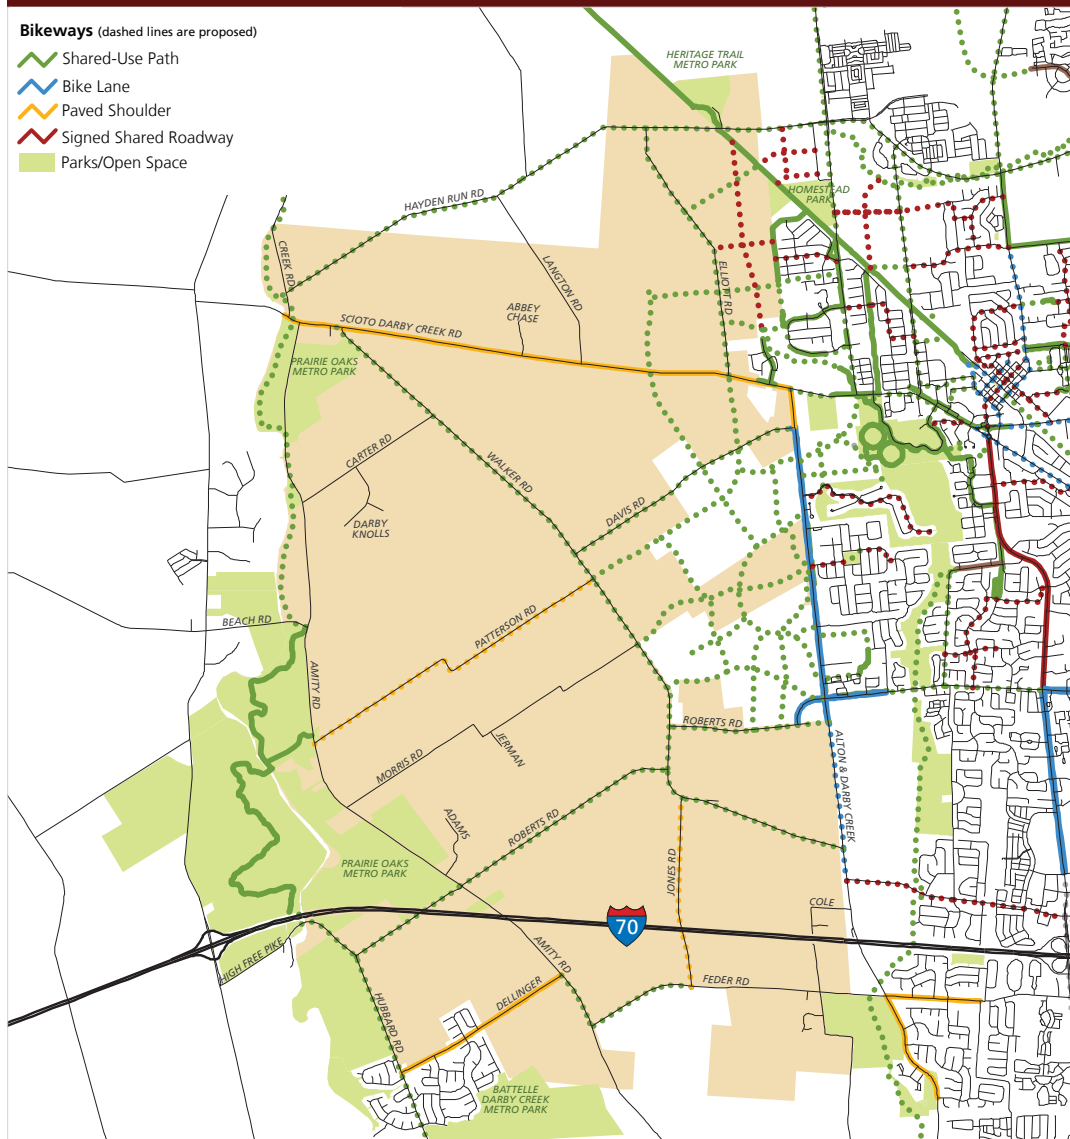 Bikeways (dashed lines are proposed)
Shared-Use Path
Bike Lane
Paved Shoulder
Signed Shared Roadway
Parks/Open Space
HERITAGE TRAIL
METRO PARK
HAYDEN RUN RD
HOMESTEAD
PARK
CREEK RD
LANGTON RD
ELLIOTT RD
ABBEY
CHASE
SCIOTO DARBY CREEK RD
PRAIRIE OAKS
METRO PARK
CARTER RD
WALKER RD
DAVIS RD
DARBY
KNOLLS
BEACH RD
PATTERSON RD
AMITY RD
ROBERTS RD
JERMAN
MORRIS RD
ALTON & DARBY CREEK
ADAMS
ROBERTS RD
JONES RD
PRAIRIE OAKS
METRO PARK
COLE
70
HIGH FREE PIKE
AMITY RD
FEDER RD
DELLINGER
HUBBARD RD
BATTELLE
DARBY CREEK
METRO PARK